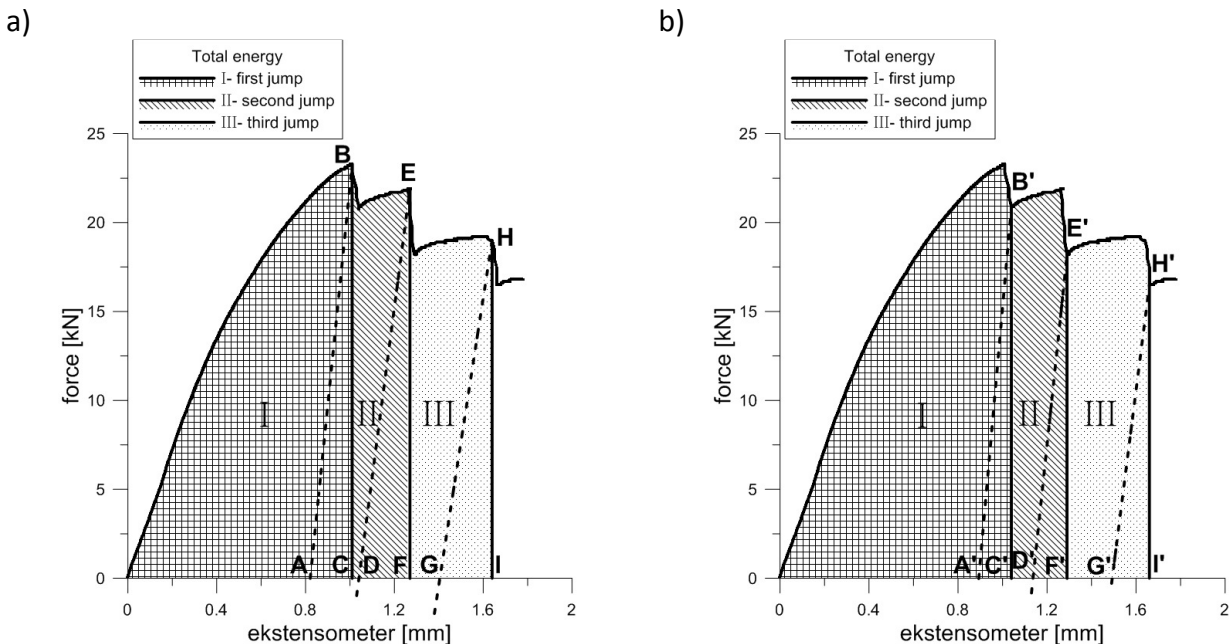 a)
Total energy
I- first jump
II- second jump
III- third jump
25
20
15
10
5
0
force [kN]
B
E
H
I
II
III
A
C
D
F
G
I
0
0.4
0.8
1.2
1.6
2
ekstensometer [mm]
b)
Total energy
I- first jump
II- second jump
III- third jump
25
20
15
10
5
0
force [kN]
B'
E'
H'
I
II
III
A'
C'
D'
F'
G'
I'
0
0.4
0.8
1.2
1.6
2
ekstensometer [mm]